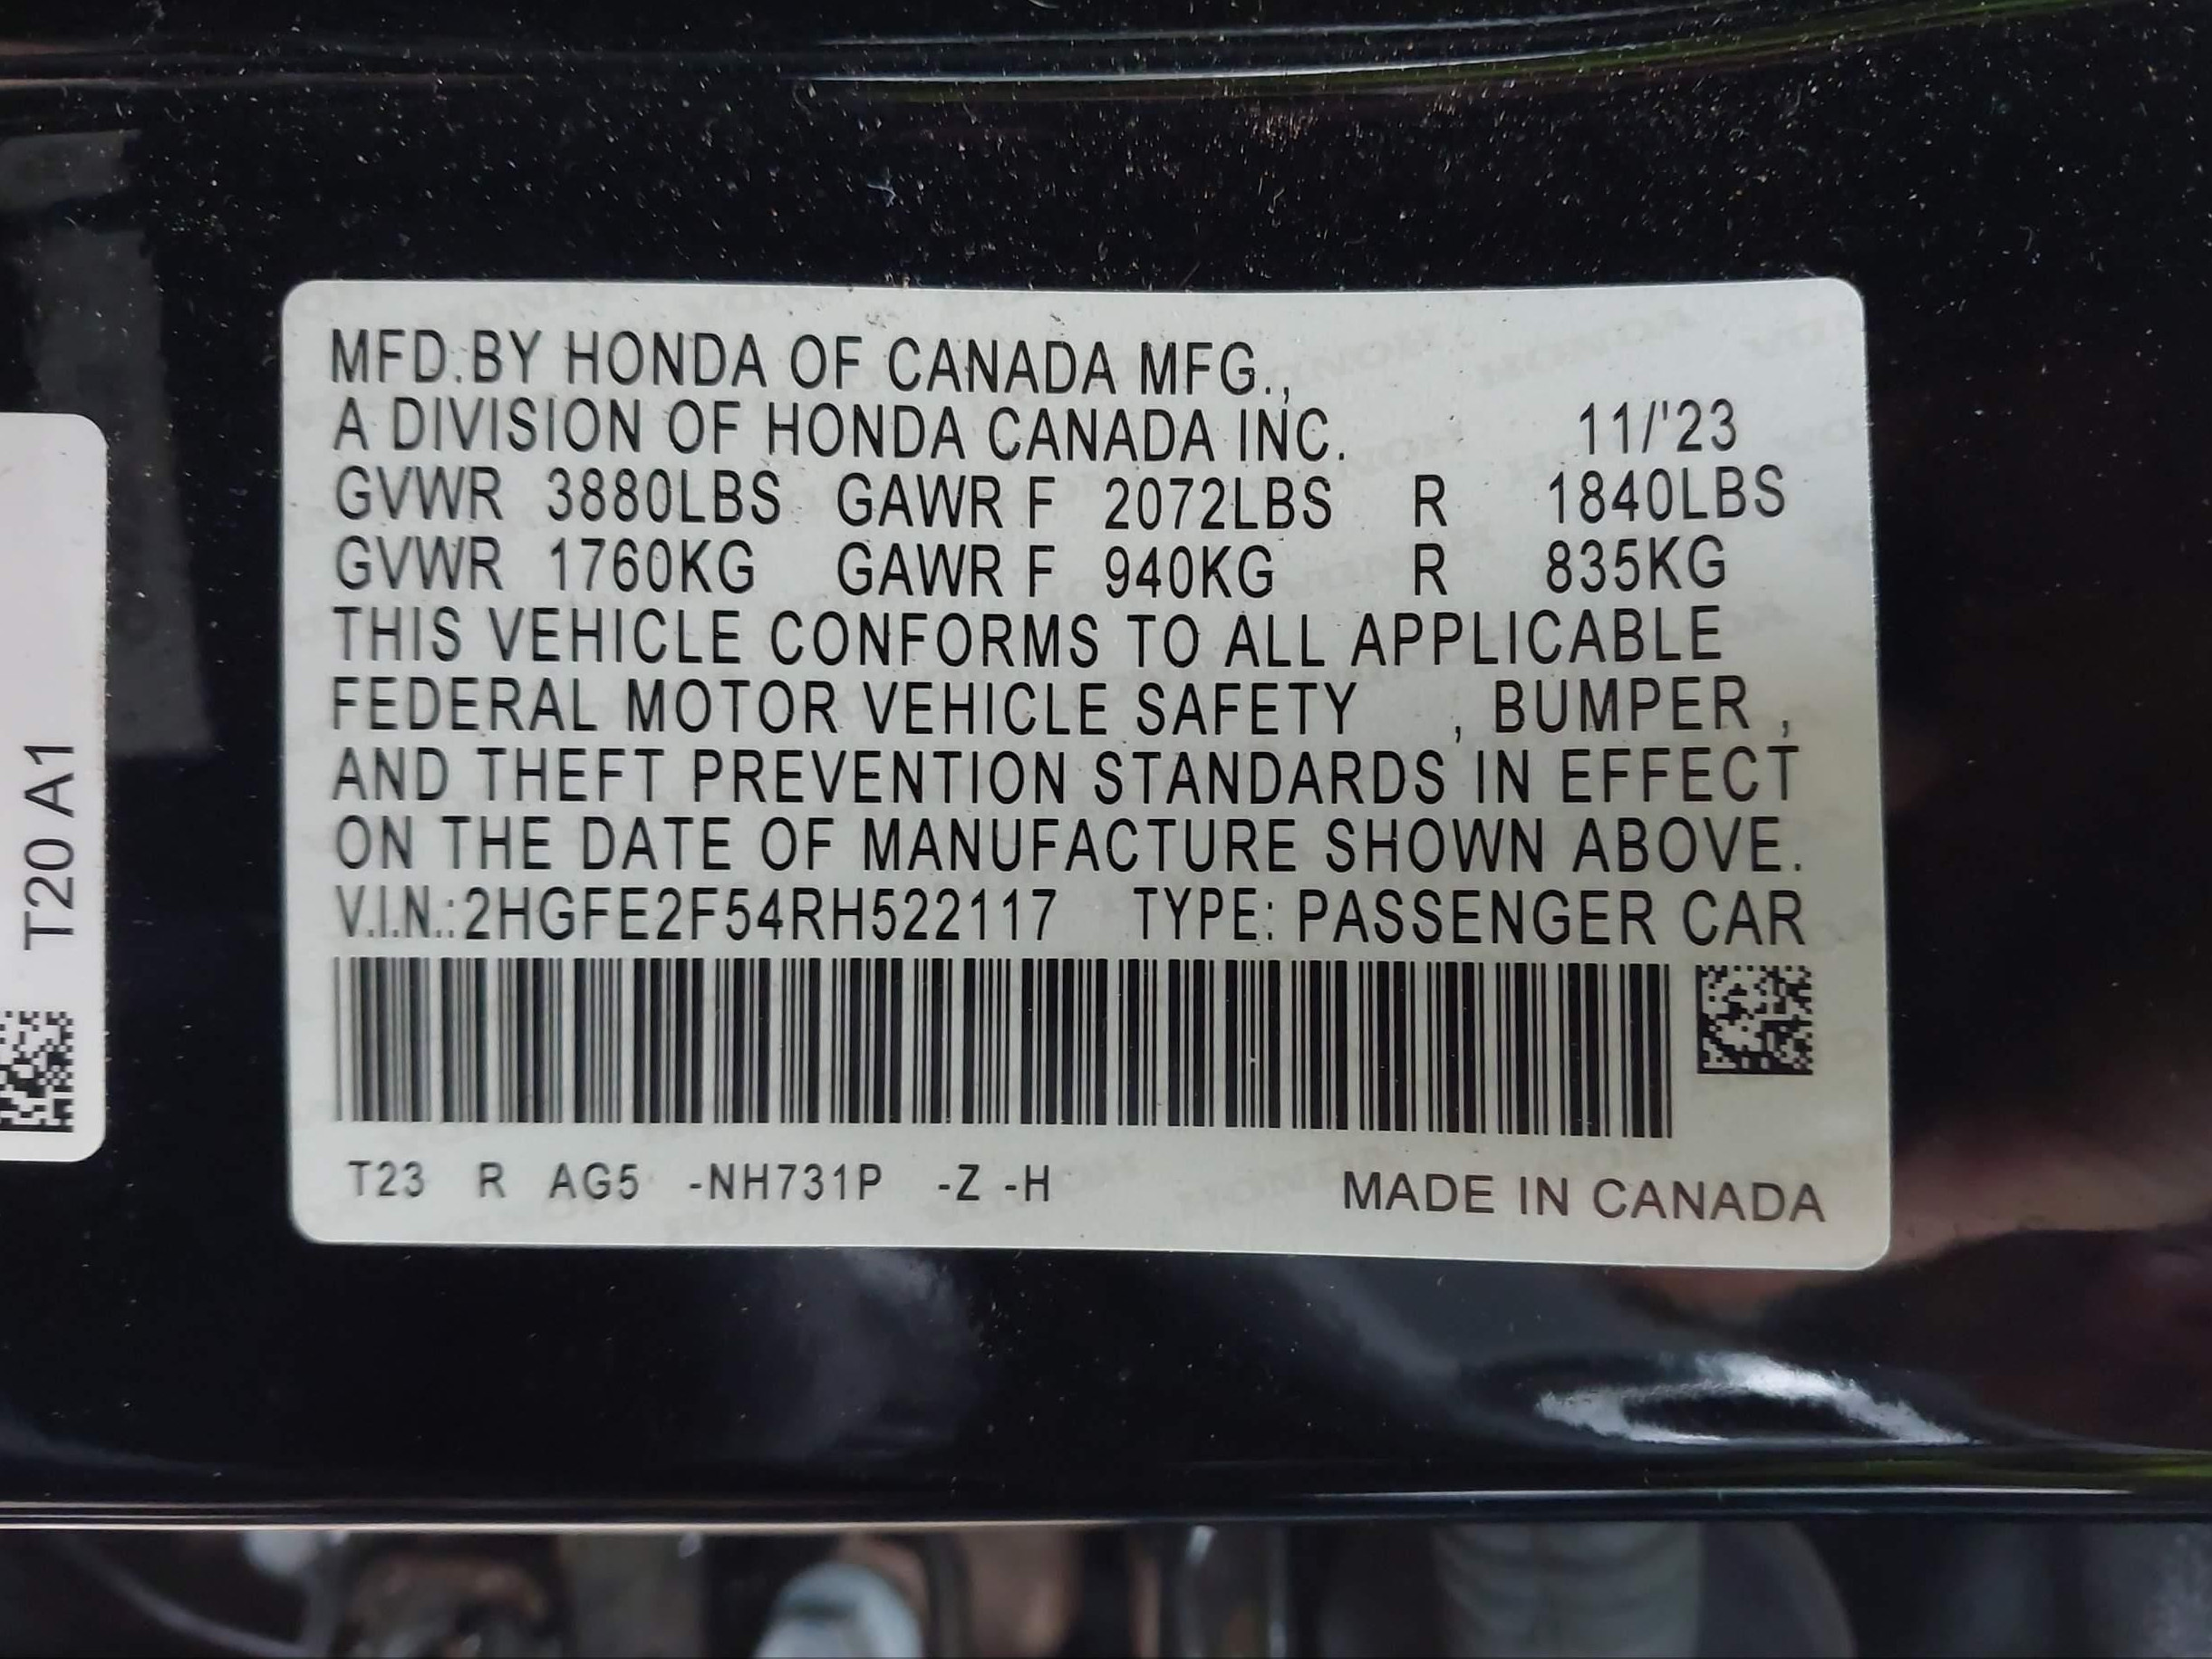 MFD.BY HONDA OF CANADA MFG.,
A DIVISION OF HONDA CANADA INC. 11/'23
GVWR 3880LBS GAWR F 2072LBS R 1840LBS
GVWR 1760KG GAWR F 940KG R 835KG
THIS VEHICLE CONFORMS TO ALL APPLICABLE
FEDERAL MOTOR VEHICLE SAFETY , BUMPER ,
AND THEFT PREVENTION STANDARDS IN EFFECT
ON THE DATE OF MANUFACTURE SHOWN ABOVE.
V.I.N.:2HGFE2F54RH522117 TYPE: PASSENGER CAR
T23 R AG5 -NH731P -Z -H MADE IN CANADA
T20 A1